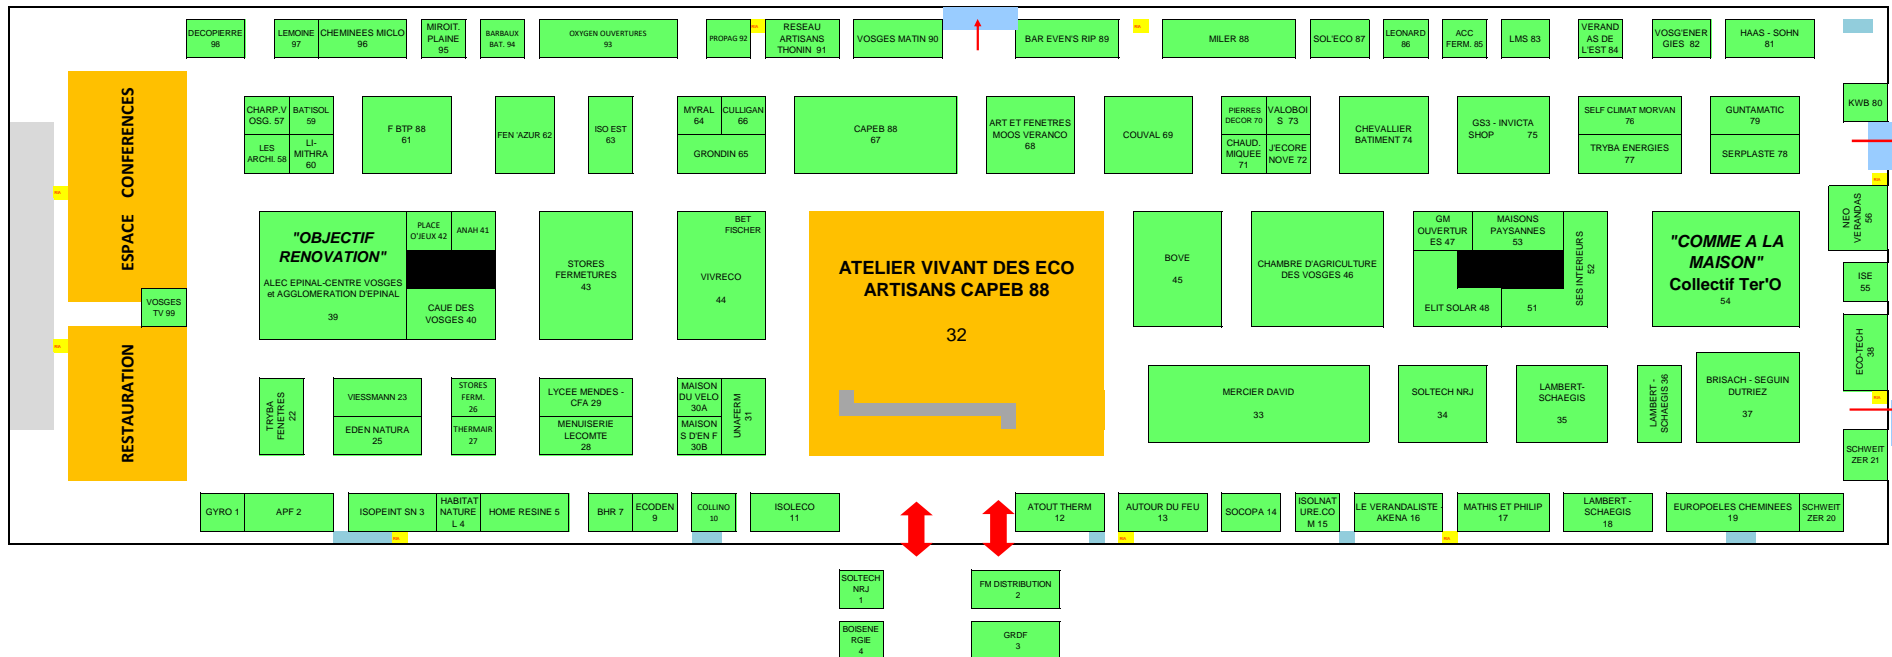 DECOPIERRE
98
LEMOINE
97
CHEMINEES MICLO
96
MIROIT.
PLAINE
95
BARBAUX
BAT. 94
OXYGEN OUVERTURES
93
PROPAG 92
RESEAU
ARTISANS
THONIN 91
VOSGES MATIN 90
BAR EVEN'S RIP 89
MILER 88
SOL'ECO 87
LEONARD
86
ACC
FERM. 85
LMS 83
VERAND
AS DE
L'EST 84
VOSG'ENER
GIES 82
HAAS - SOHN
81
CHARP.V
OSG. 57
BAT'ISOL
59
LES
ARCHI. 58
LI-
MITHRA
60
F BTP 88
61
FEN 'AZUR 62
ISO EST
63
MYRAL
64
CULLIGAN
66
GRONDIN 65
CAPEB 88
67
ART ET FENETRES
MOOS VERANCO
68
COUVAL 69
PIERRES
DECOR 70
VALOBOI
S 73
CHAUD.
MIQUEE
71
J'ECORE
NOVE 72
CHEVALLIER
BATIMENT 74
GS3 - INVICTA
SHOP 75
SELF CLIMAT MORVAN
76
TRYBA ENERGIES
77
GUNTAMATIC
79
SERPLASTE 78
KWB 80
ESPACE CONFERENCES
VOSGES
TV 99
RESTAURATION
"OBJECTIF
RENOVATION"
ALEC EPINAL-CENTRE VOSGES
et AGGLOMERATION D'EPINAL
39
PLACE
O'JEUX 42
ANAH 41
CAUE DES
VOSGES 40
STORES
FERMETURES
43
BET
FISCHER
VIVRECO
44
ATELIER VIVANT DES ECO
ARTISANS CAPEB 88
32
BOVE
45
CHAMBRE D'AGRICULTURE
DES VOSGES 46
GM
OUVERTUR
ES 47
MAISONS
PAYSANNES
53
SES INTERIEURS
52
ELIT SOLAR 48
51
"COMME A LA
MAISON"
Collectif Ter'O
54
NEO
VERANDAS
56
ISE
55
ECO-TECH
38
TRYBA
FENETRES
22
VIESSMANN 23
EDEN NATURA
25
STORES
FERM.
26
THERMAIR
27
LYCEE MENDES -
CFA 29
MENUISERIE
LECOMTE
28
MAISON
DU VELO
30A
MAISON
S D'EN F
30B
UNAFERM
31
MERCIER DAVID
33
SOLTECH NRJ
34
LAMBERT-
SCHAEGIS
35
LAMBERT -
SCHAEGIS 36
BRISACH - SEGUIN
DUTRIEZ
37
SCHWEIT
ZER 21
GYRO 1
APF 2
ISOPEINT SN 3
HABITAT
NATURE
L 4
HOME RESINE 5
BHR 7
ECODEN
9
COLLINO
10
ISOLECO
11
ATOUT THERM
12
AUTOUR DU FEU
13
SOCOPA 14
ISOLNAT
URE.CO
M 15
LE VERANDALISTE -
AKENA 16
MATHIS ET PHILIP
17
LAMBERT -
SCHAEGIS
18
EUROPOELES CHEMINEES
19
SCHWEIT
ZER 20
SOLTECH
NRJ
1
FM DISTRIBUTION
2
BOISENE
RGIE
4
GRDF
3